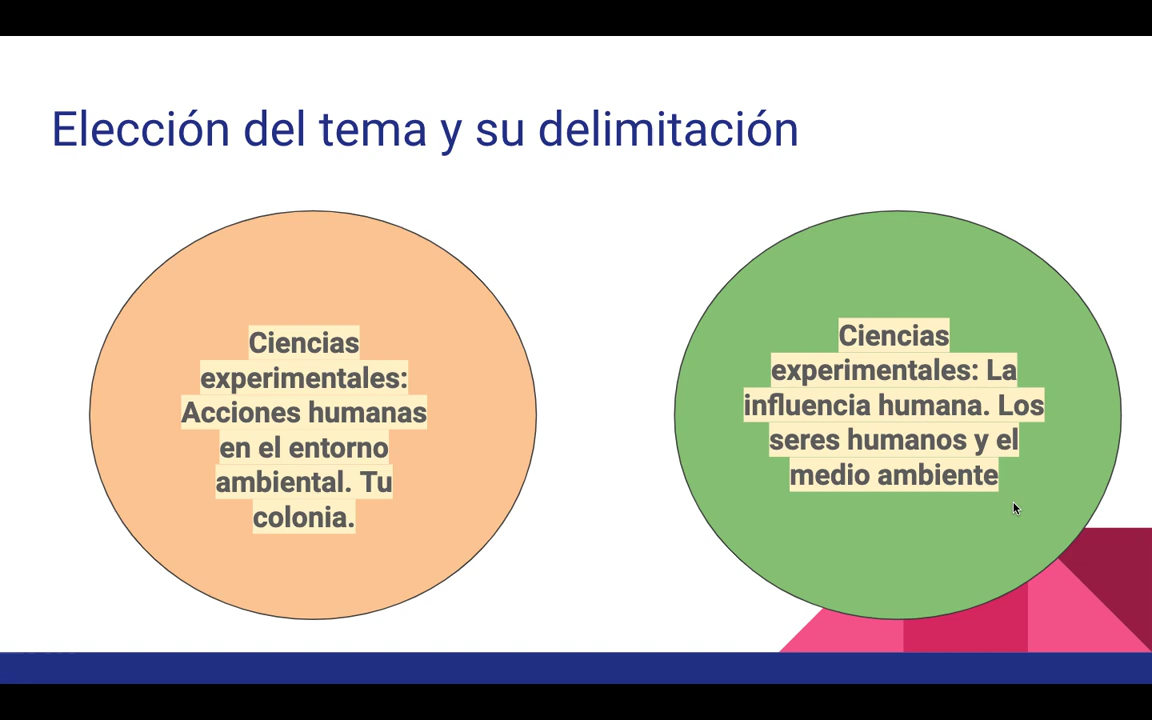 Elección del tema y su delimitación
Ciencias
experimentales:
Acciones humanas
en el entorno
ambiental. Tu
colonia.
Ciencias
experimentales: La
influencia humana. Los
seres humanos y el
medio ambiente